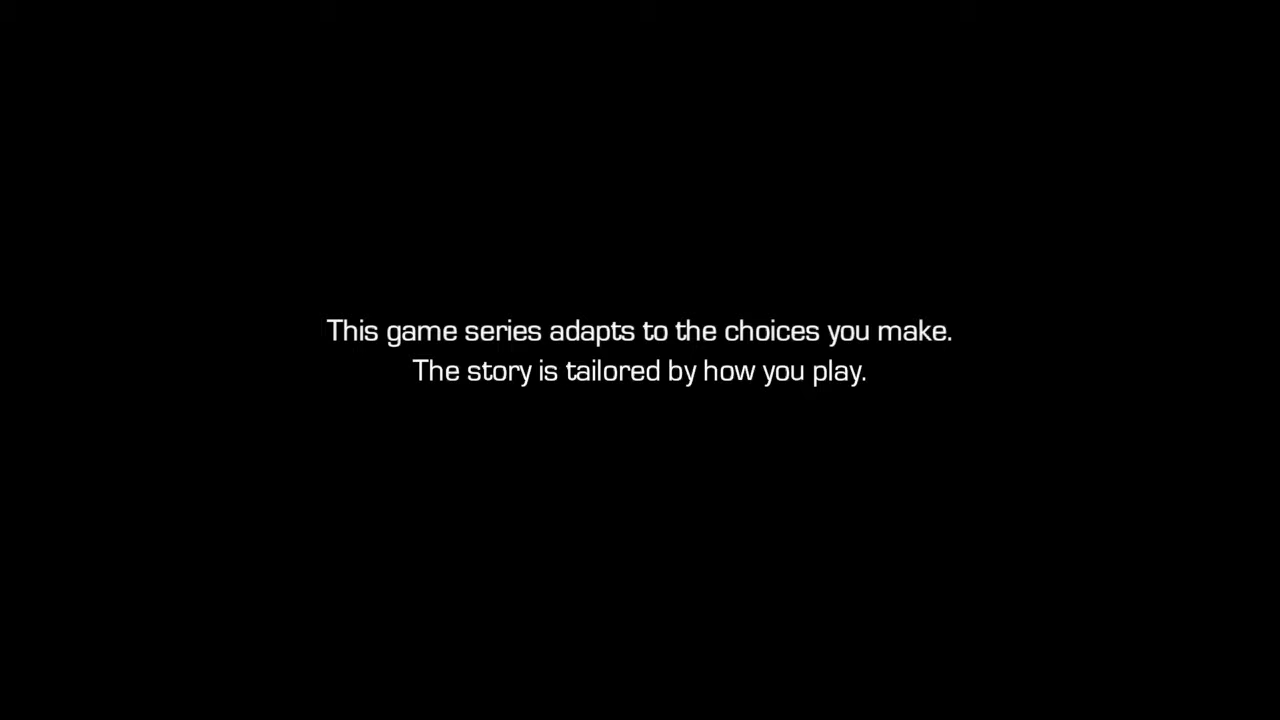 This game series adapts to the choices you make.
The story is tailored by how you play.